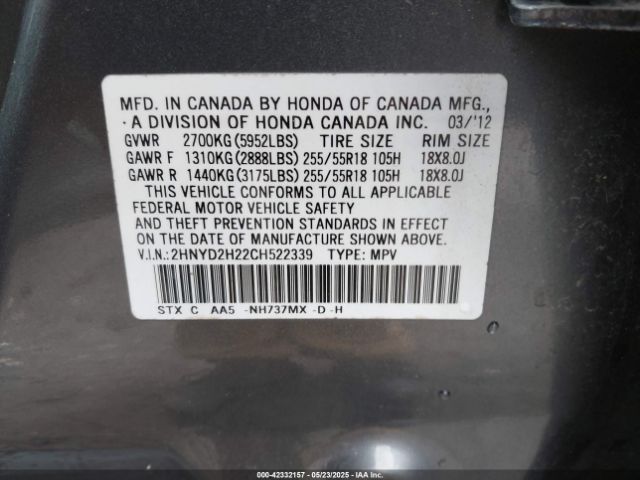 MFD. IN CANADA BY HONDA OF CANADA MFG.,
A DIVISION OF HONDA CANADA INC. 03/'12
GVWR 2700KG(5952LBS) TIRE SIZE RIM SIZE
GAWR F 1310KG(2888LBS) 255/55R18 105H 18X8.0J
GAWR R 1440KG(3175LBS) 255/55R18 105H 18X8.0J
THIS VEHICLE CONFORMS TO ALL APPLICABLE
FEDERAL MOTOR VEHICLE SAFETY
AND THEFT PREVENTION STANDARDS IN EFFECT
ON THE DATE OF MANUFACTURE SHOWN ABOVE.
V.I.N.: 2HNYD2H22CH522339 TYPE: MPV
STX C AA5 -NH737MX -D -H
000-42332157 - 05/23/2025 - IAA Inc.